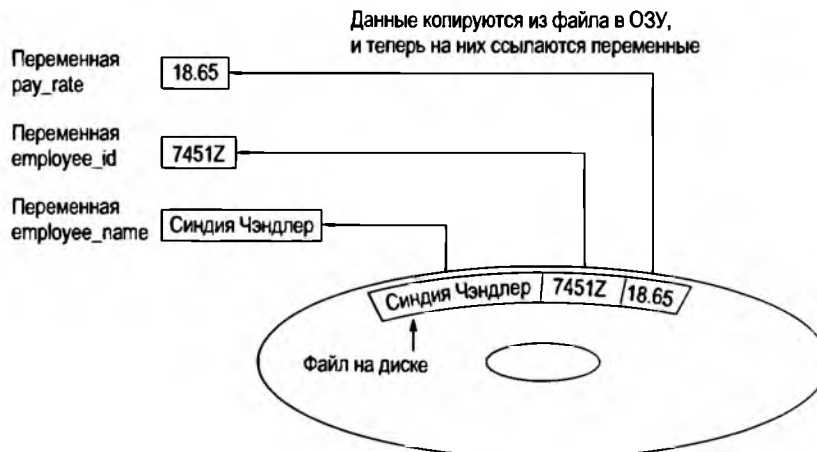 Данные копируются из файла в ОЗУ,
и теперь на них ссылаются переменные
Переменная
pay_rate
18.65
Переменная
employee_id
7451Z
Переменная
employee_name
Синдия Чэндлер
Синдия Чэндлер
7451Z
18.65
Файл на диске